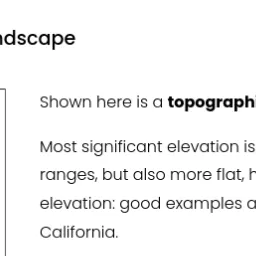 ndscape
Shown here is a topographi
Most significant elevation is
ranges, but also more flat, h
elevation: good examples a
California.